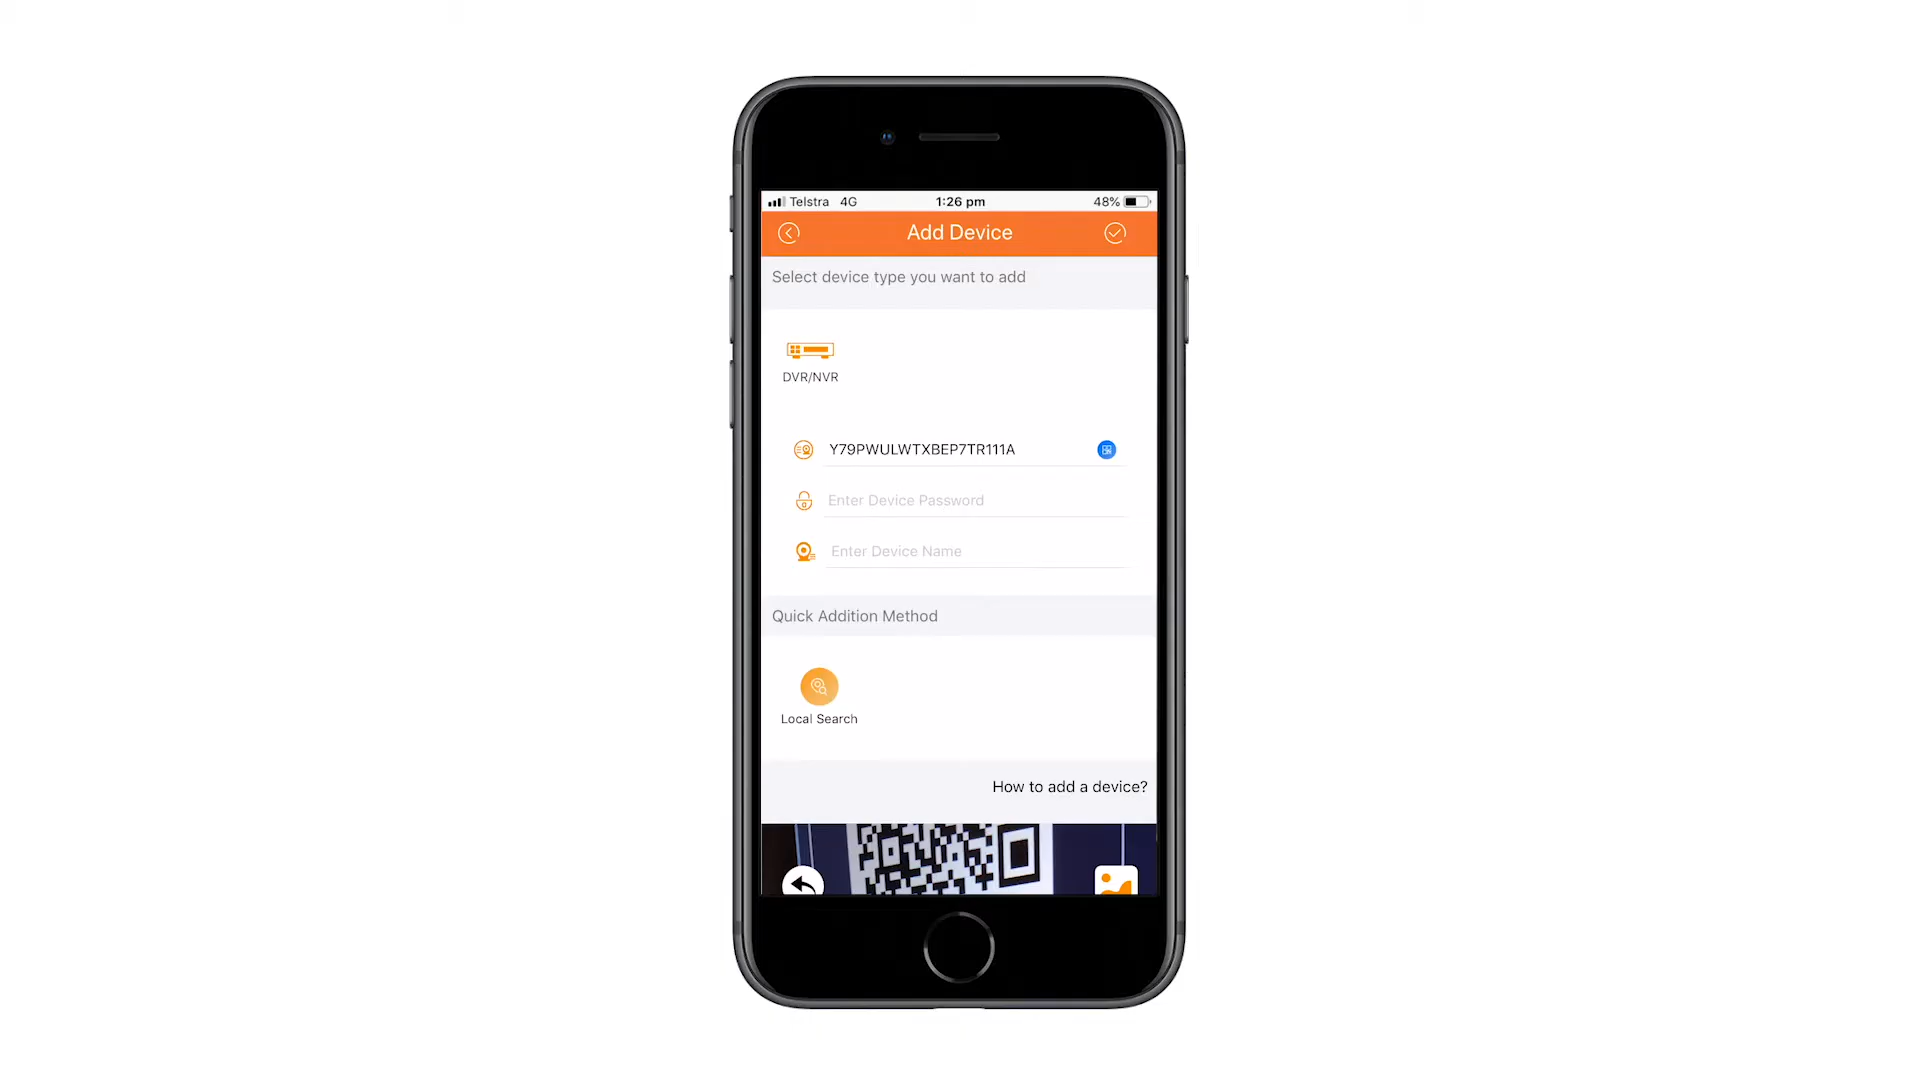 Telstra 4G 1:26 pm 48%
Add Device
Select device type you want to add
DVR/NVR
Y79PWULWTXBEP7TR111A
Enter Device Password
Enter Device Name
Quick Addition Method
Local Search
How to add a device?